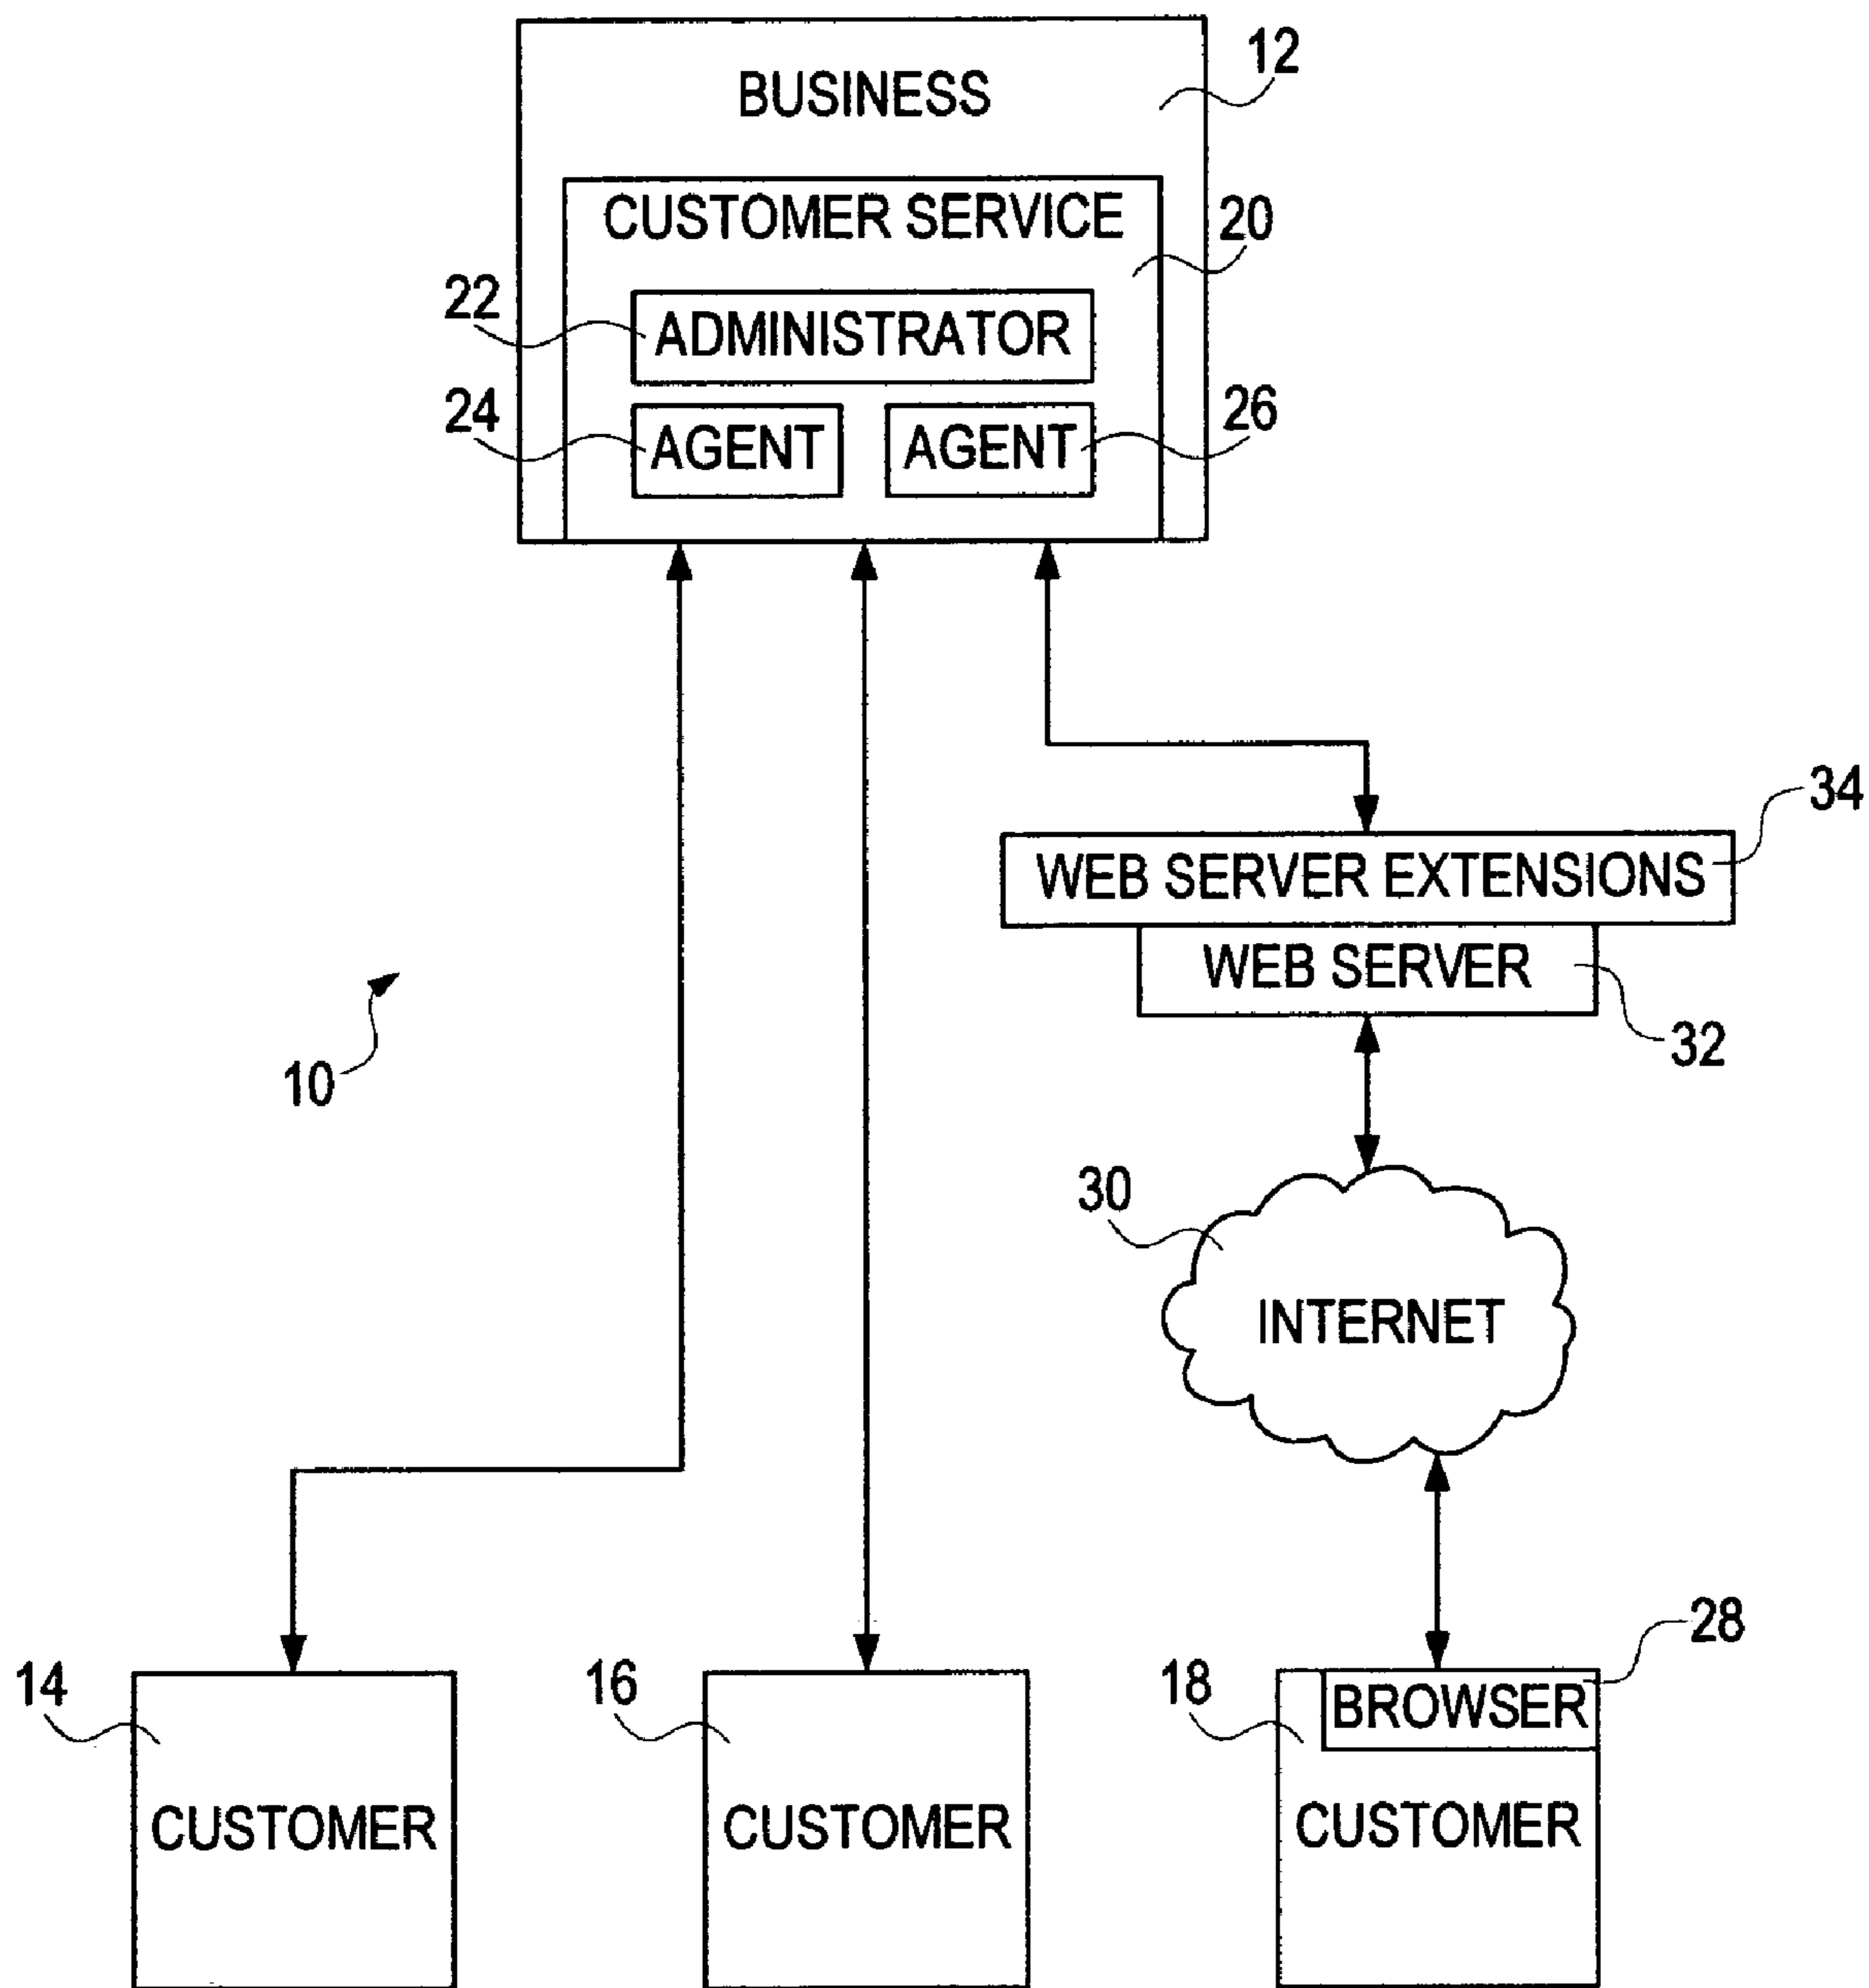 12
BUSINESS
CUSTOMER SERVICE
20
22
ADMINISTRATOR
24
AGENT
AGENT
26
34
WEB SERVER EXTENSIONS
WEB SERVER
32
10
30
INTERNET
28
14
16
18
BROWSER
CUSTOMER
CUSTOMER
CUSTOMER